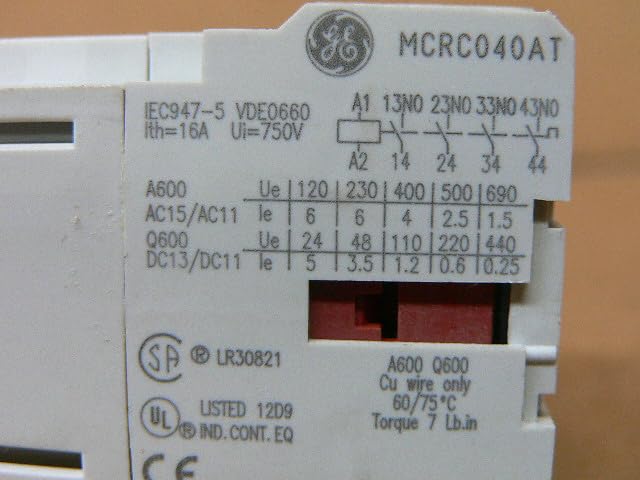 GE MCRC040AT
IEC947-5 VDE0660
Ith=16A Ui=750V
A1 13NO 23NO 33NO 43NO
A2 14 24 34 44
A600 Ue 120 230 400 500 690
AC15/AC11 Ie 6 6 4 2.5 1.5
Q600 Ue 24 48 110 220 440
DC13/DC11 Ie 5 3.5 1.2 0.6 0.25
SA ® LR30821
UL ® LISTED 12D9
IND. CONT. EQ
CE
A600 Q600
Cu wire only
60/75°C
Torque 7 Lb.in